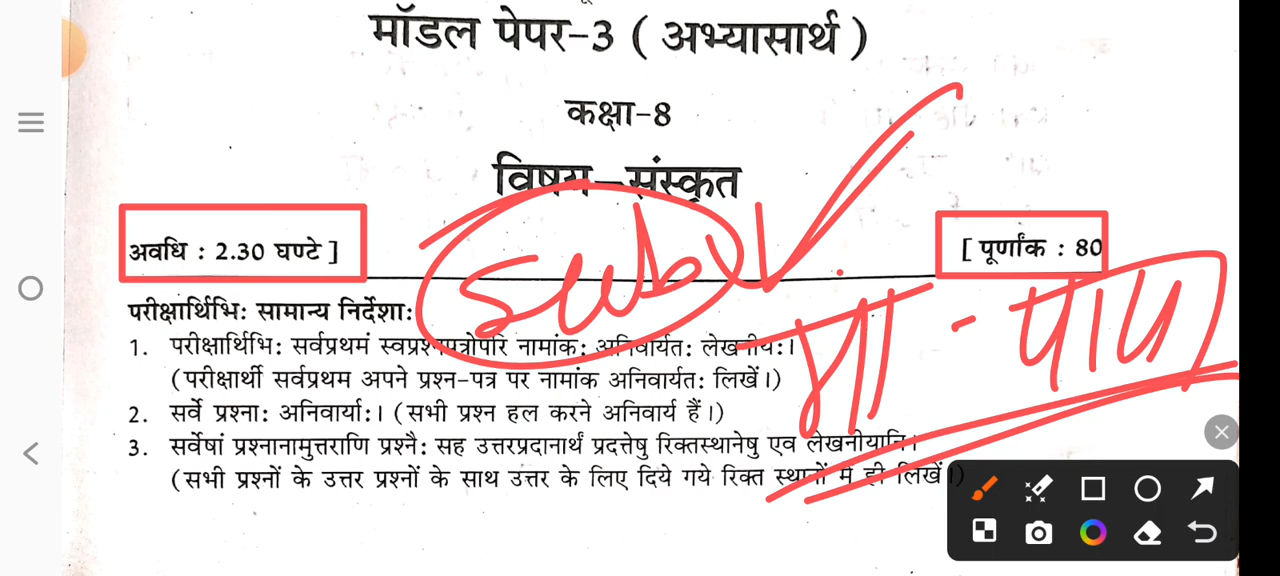 मॉडल पेपर-3 ( अभ्यासार्थ )
कक्षा-8
विषय-संस्कृत
अवधि : 2.30 घण्टे ]
[ पूर्णांक : 80
sub
मा - पापा
परीक्षार्थिभि: सामान्य निर्देशा:
1. परीक्षार्थिभि: सर्वप्रथमं स्वप्रश्नपत्रोपरि नामांक: अनिवार्यत: लेखनीय:।
(परीक्षार्थी सर्वप्रथम अपने प्रश्न-पत्र पर नामांक अनिवार्यत: लिखें।)
2. सर्वे प्रश्ना: अनिवार्या:। (सभी प्रश्न हल करने अनिवार्य हैं।)
3. सर्वेषां प्रश्नानामुत्तराणि प्रश्नै: सह उत्तरप्रदानार्थं प्रदत्तेषु रिक्तस्थानेषु एव लेखनीयानि।
(सभी प्रश्नों के उत्तर प्रश्नों के साथ उत्तर के लिए दिये गये रिक्त स्थानों में ही लिखें।)